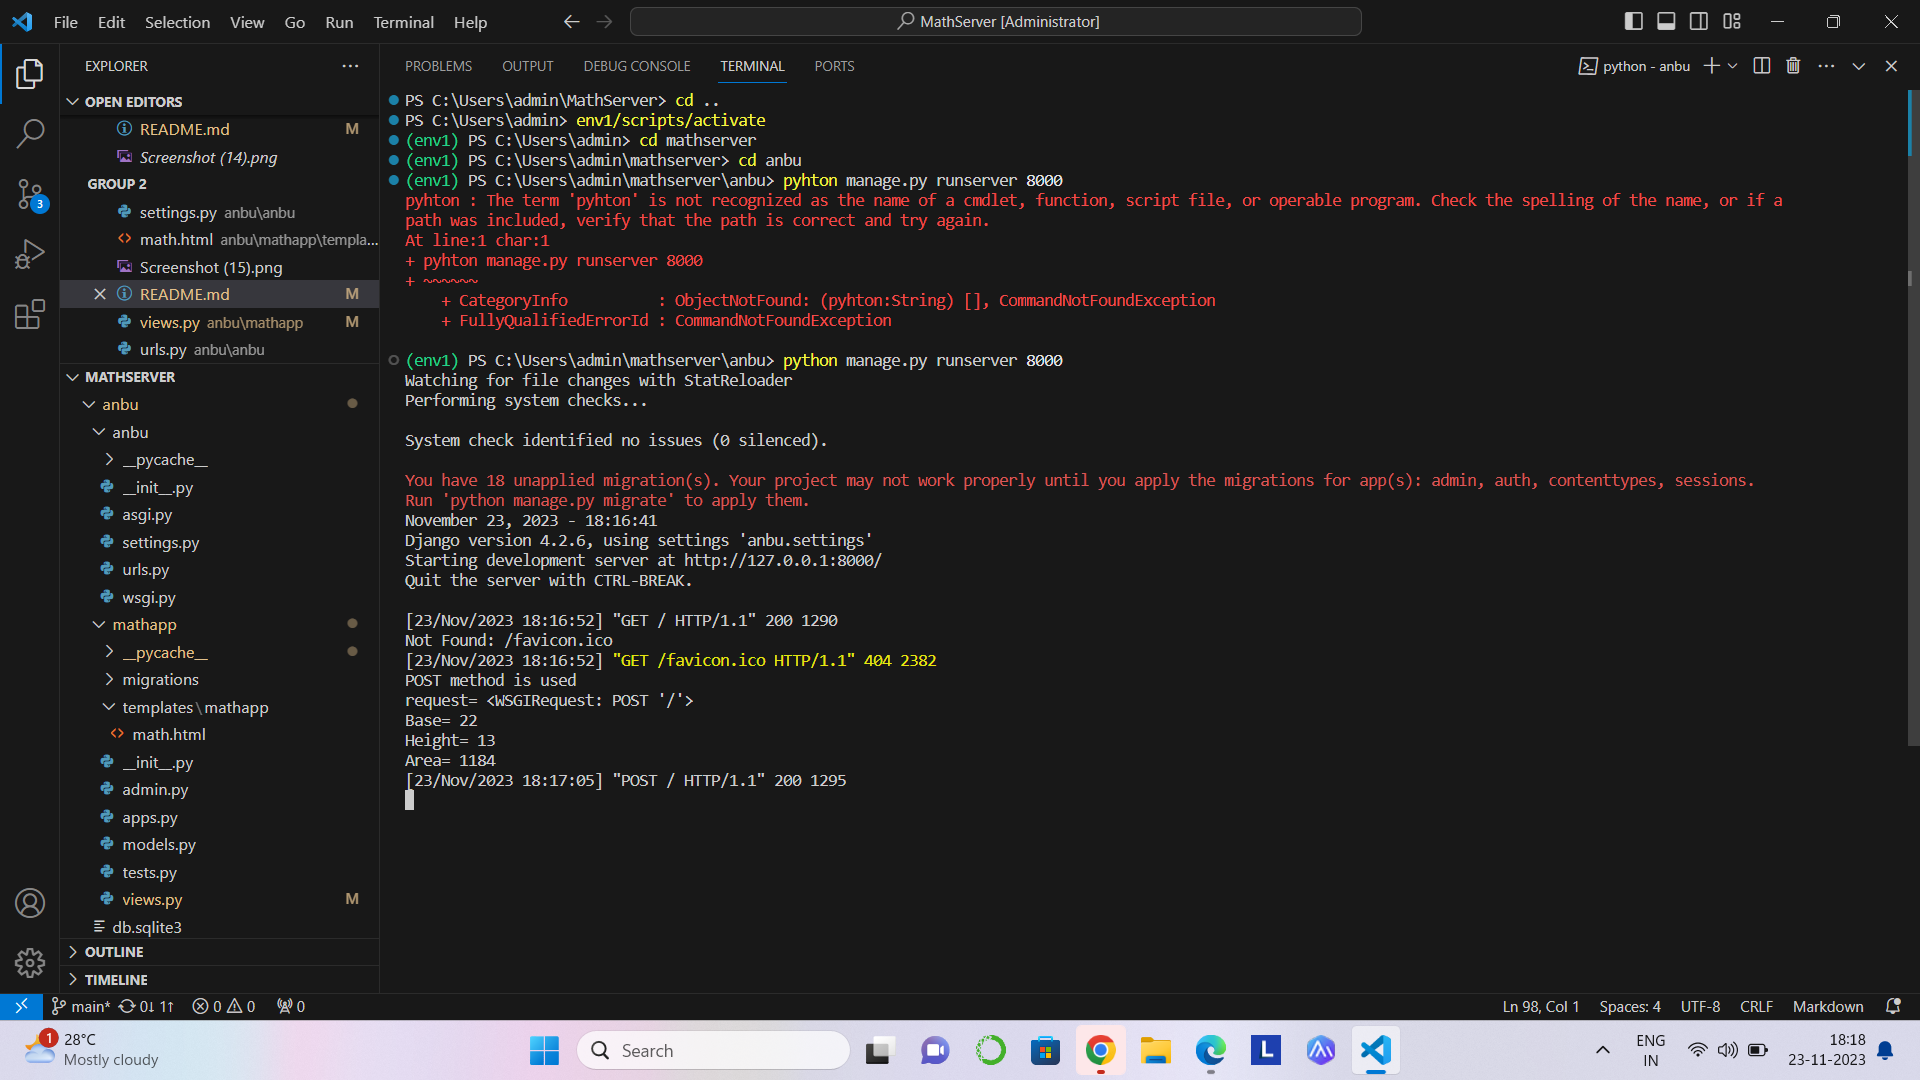 File Edit Selection View Go Run Terminal Help
MathServer [Administrator]
EXPLORER
OPEN EDITORS
README.md M
Screenshot (14).png
GROUP 2
settings.py anbu\anbu
math.html anbu\mathapp\templa...
Screenshot (15).png
README.md M
views.py anbu\mathapp M
urls.py anbu\anbu
MATHSERVER
anbu
anbu
__pycache__
__init__.py
asgi.py
settings.py
urls.py
wsgi.py
mathapp
__pycache__
migrations
templates\mathapp
math.html
__init__.py
admin.py
apps.py
models.py
tests.py
views.py M
db.sqlite3
OUTLINE
TIMELINE
PROBLEMS OUTPUT DEBUG CONSOLE TERMINAL PORTS
python - anbu
PS C:\Users\admin\MathServer> cd ..
PS C:\Users\admin> env1/scripts/activate
(env1) PS C:\Users\admin> cd mathserver
(env1) PS C:\Users\admin\mathserver> cd anbu
(env1) PS C:\Users\admin\mathserver\anbu> pyhton manage.py runserver 8000
pyhton : The term 'pyhton' is not recognized as the name of a cmdlet, function, script file, or operable program. Check the spelling of the name, or if a
path was included, verify that the path is correct and try again.
At line:1 char:1
+ pyhton manage.py runserver 8000
+ ~~~~~~
+ CategoryInfo : ObjectNotFound: (pyhton:String) [], CommandNotFoundException
+ FullyQualifiedErrorId : CommandNotFoundException
(env1) PS C:\Users\admin\mathserver\anbu> python manage.py runserver 8000
Watching for file changes with StatReloader
Performing system checks...
System check identified no issues (0 silenced).
You have 18 unapplied migration(s). Your project may not work properly until you apply the migrations for app(s): admin, auth, contenttypes, sessions.
Run 'python manage.py migrate' to apply them.
November 23, 2023 - 18:16:41
Django version 4.2.6, using settings 'anbu.settings'
Starting development server at http://127.0.0.1:8000/
Quit the server with CTRL-BREAK.
[23/Nov/2023 18:16:52] "GET / HTTP/1.1" 200 1290
Not Found: /favicon.ico
[23/Nov/2023 18:16:52] "GET /favicon.ico HTTP/1.1" 404 2382
POST method is used
request= <WSGIRequest: POST '/'>
Base= 22
Height= 13
Area= 1184
[23/Nov/2023 18:17:05] "POST / HTTP/1.1" 200 1295
3
main* 0↓ 1↑ 0 0 0
Ln 98, Col 1 Spaces: 4 UTF-8 CRLF Markdown
1
28°C
Mostly cloudy
Search
L
ENG
IN
18:18
23-11-2023